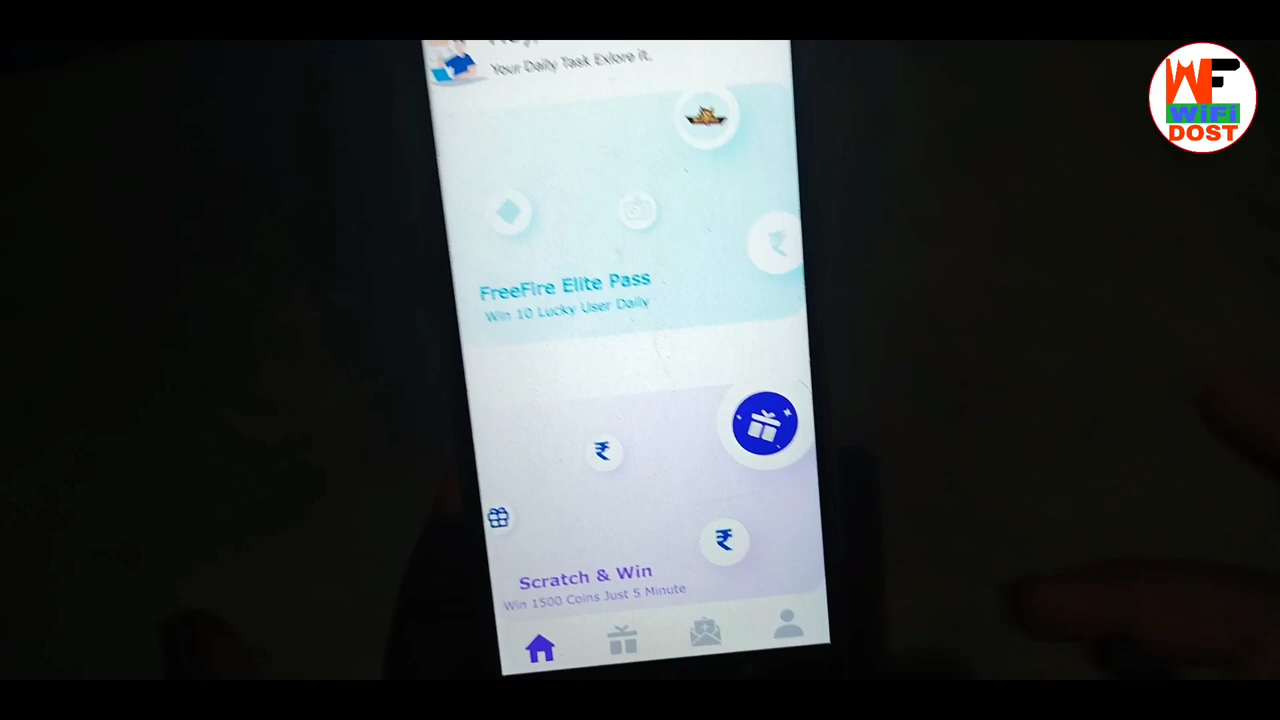 Your Daily Task Exlore it.
FreeFire Elite Pass
Win 10 Lucky User Daily
Scratch & Win
Win 1500 Coins Just 5 Minute
WF
WiFi
DOST